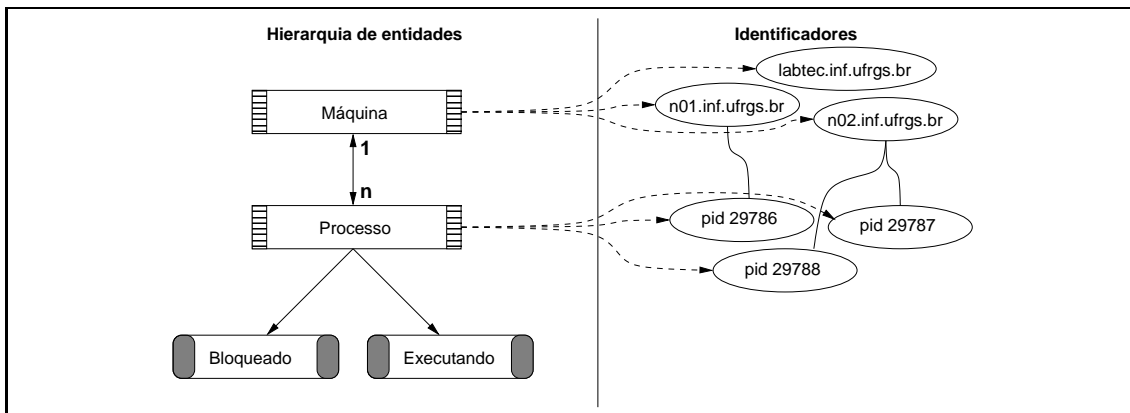 Hierarquia de entidades
Identificadores
labtec.inf.ufrgs.br
Máquina
n01.inf.ufrgs.br
n02.inf.ufrgs.br
1
n
Processo
pid 29786
pid 29787
pid 29788
Bloqueado
Executando